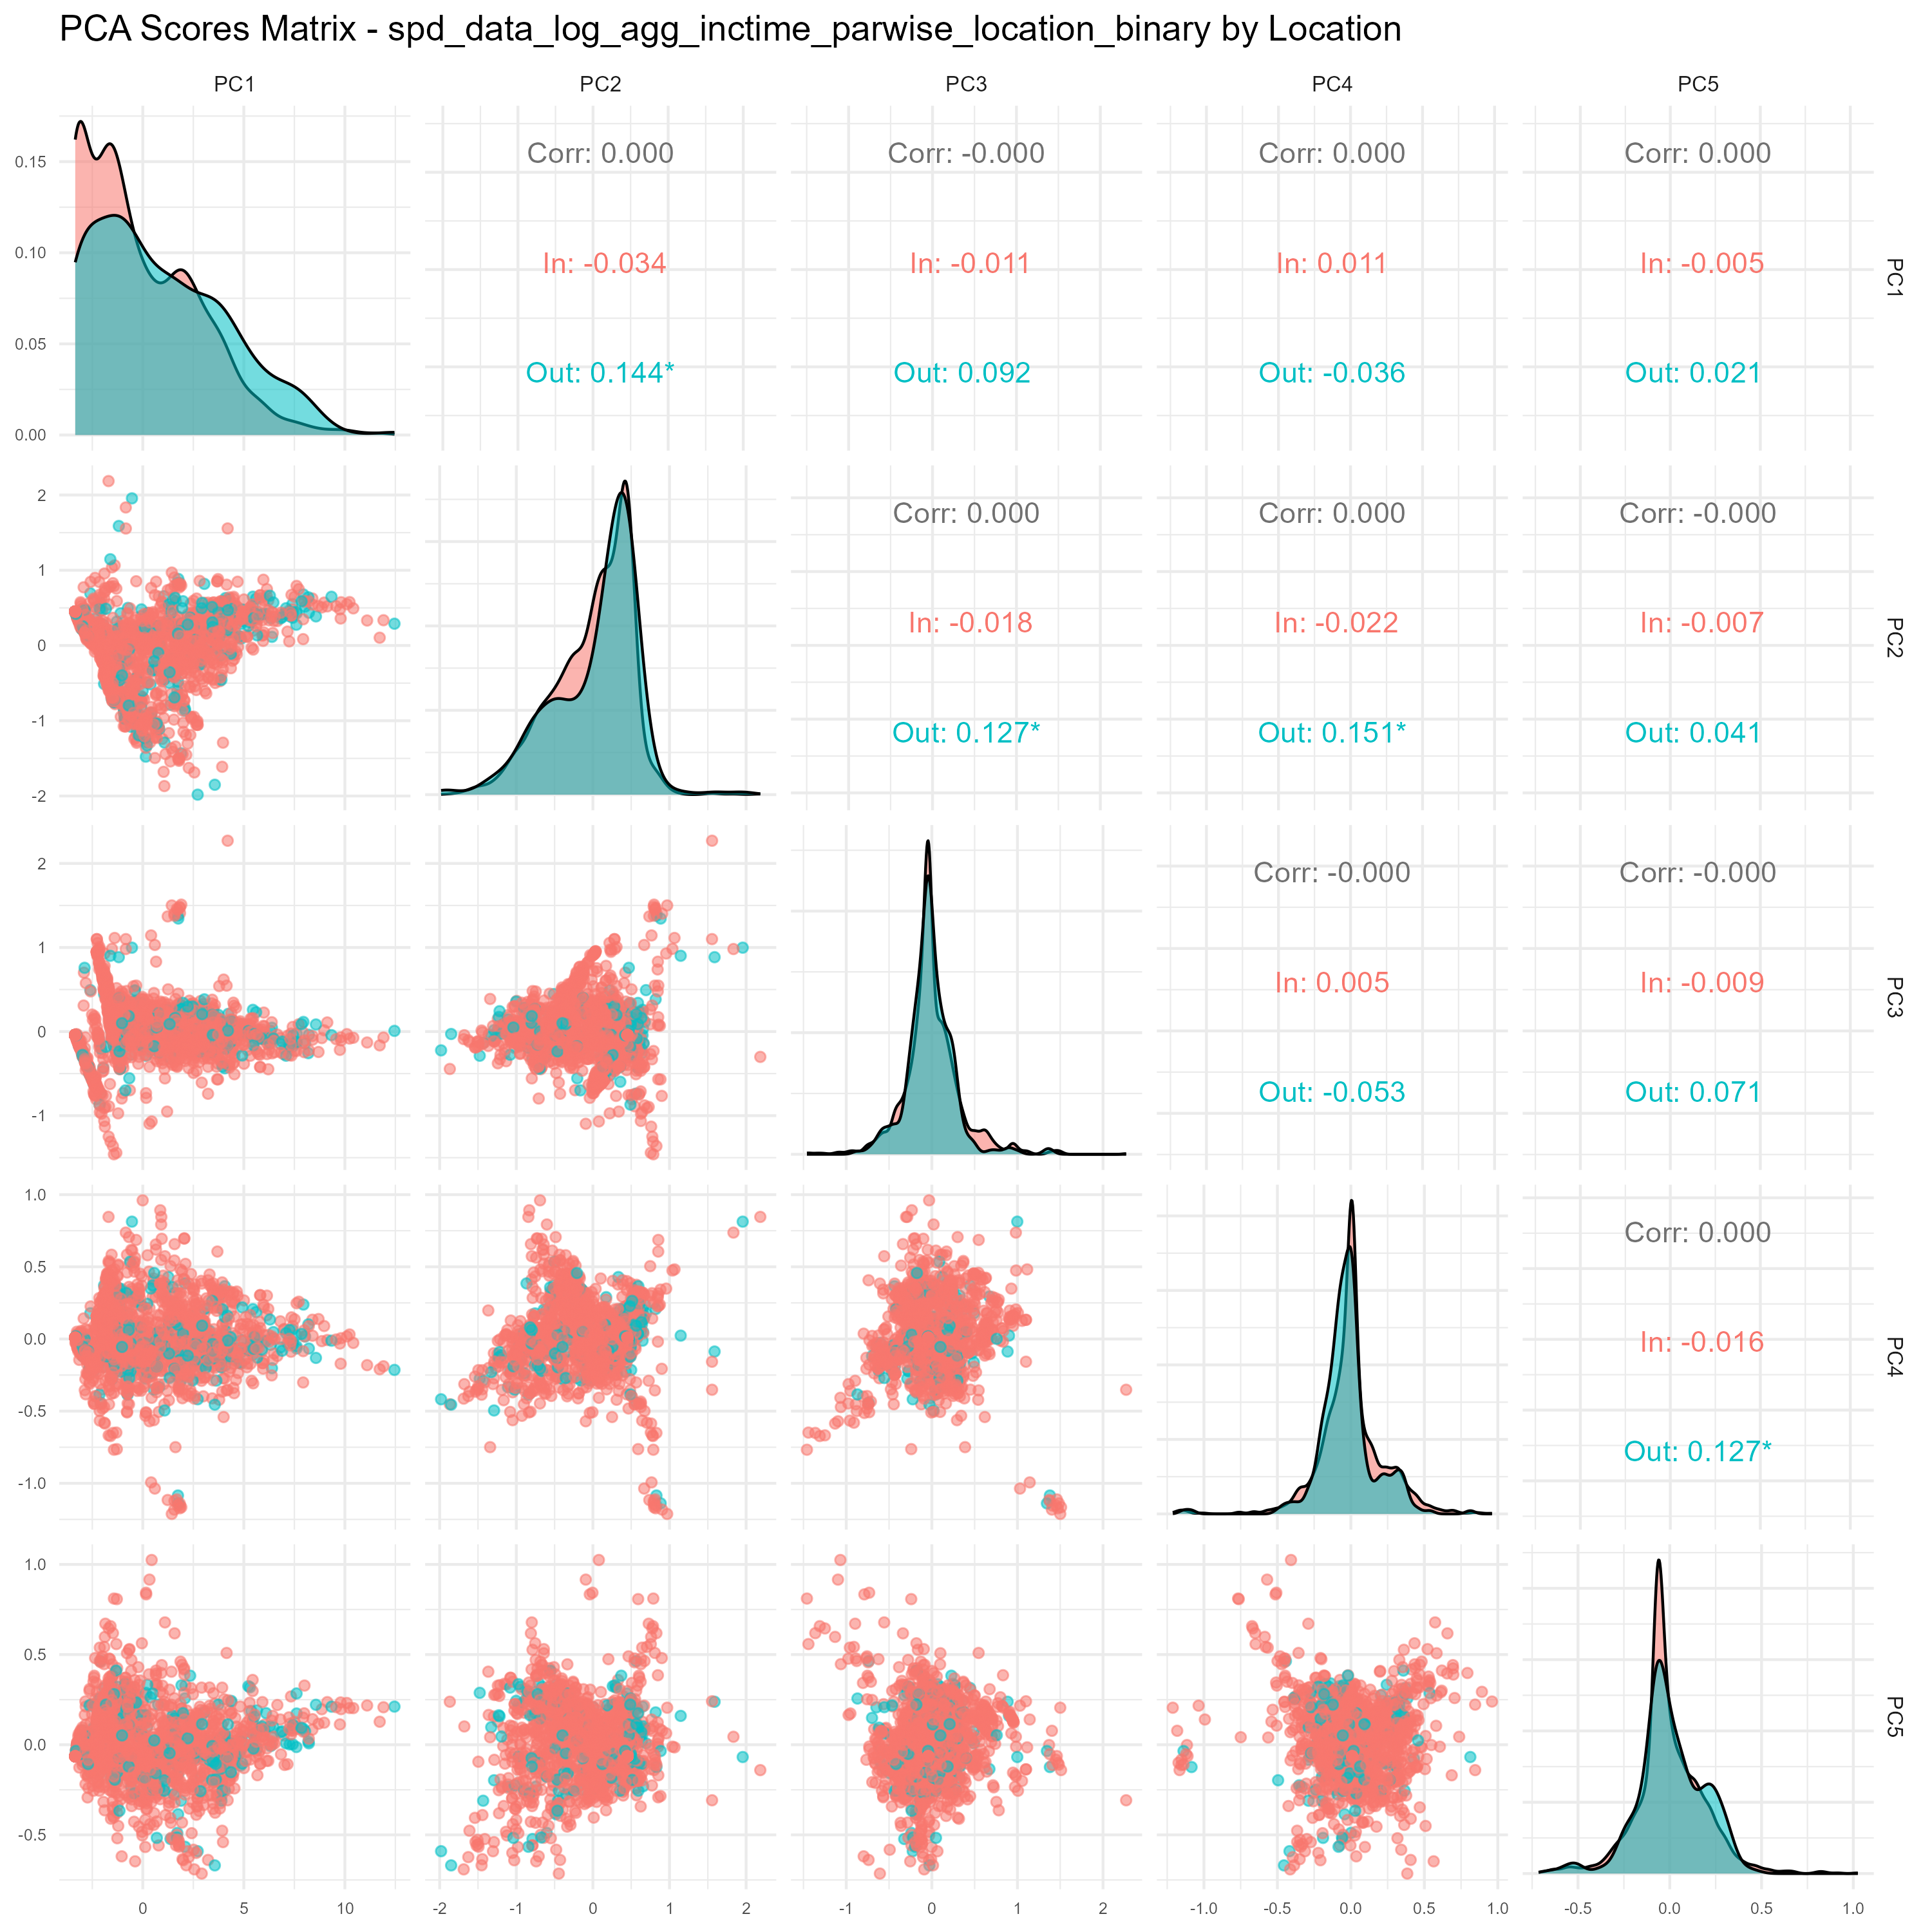 PCA Scores Matrix - spd_data_log_agg_inctime_parwise_location_binary by Location
PC1 PC2 PC3 PC4 PC5
0.15
0.10
0.05
0.00
Corr: 0.000
In: -0.034
Out: 0.144*
Corr: -0.000
In: -0.011
Out: 0.092
Corr: 0.000
In: 0.011
Out: -0.036
Corr: 0.000
In: -0.005
Out: 0.021
PC1
2
1
0
-1
-2
Corr: 0.000
In: -0.018
Out: 0.127*
Corr: 0.000
In: -0.022
Out: 0.151*
Corr: -0.000
In: -0.007
Out: 0.041
PC2
2
1
0
-1
Corr: -0.000
In: 0.005
Out: -0.053
Corr: -0.000
In: -0.009
Out: 0.071
PC3
1.0
0.5
0.0
-0.5
-1.0
Corr: 0.000
In: -0.016
Out: 0.127*
PC4
1.0
0.5
0.0
-0.5
PC5
0 5 10
-2 -1 0 1 2
-1 0 1 2
-1.0 -0.5 0.0 0.5 1.0
-0.5 0.0 0.5 1.0